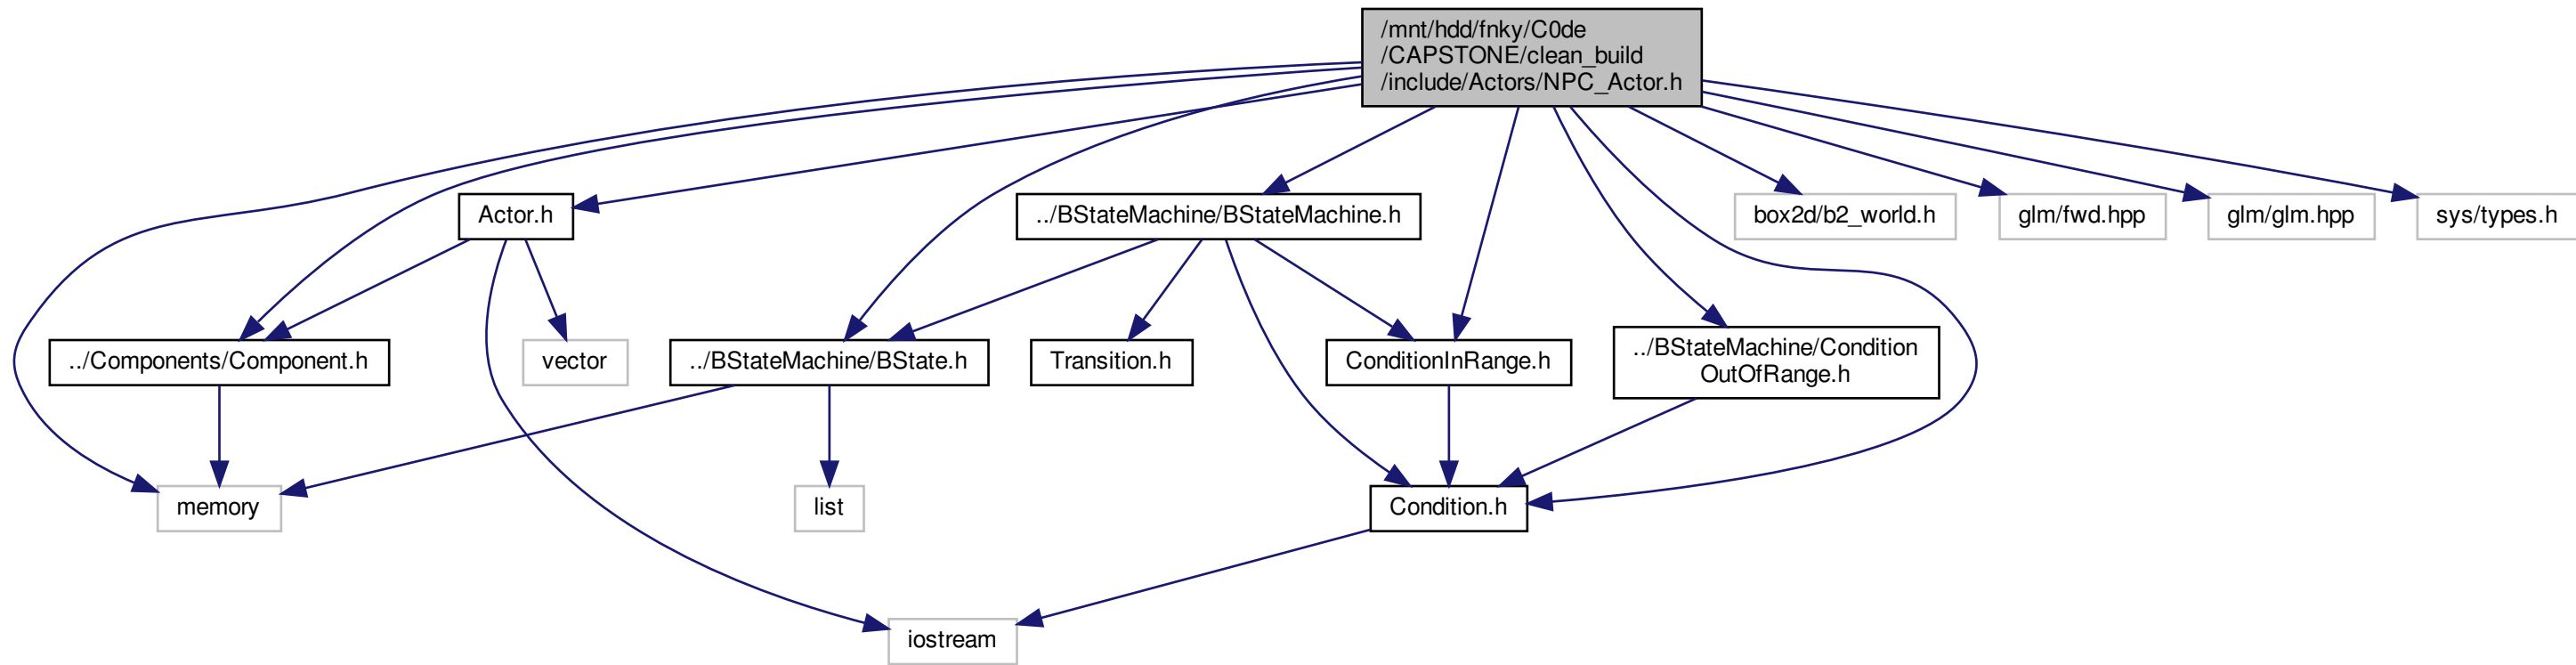 /mnt/hdd/fnky/C0de
/CAPSTONE/clean_build
/include/Actors/NPC_Actor.h
Actor.h
../BStateMachine/BStateMachine.h
box2d/b2_world.h
glm/fwd.hpp
glm/glm.hpp
sys/types.h
../Components/Component.h
vector
../BStateMachine/BState.h
Transition.h
ConditionInRange.h
../BStateMachine/Condition
OutOfRange.h
memory
list
Condition.h
iostream